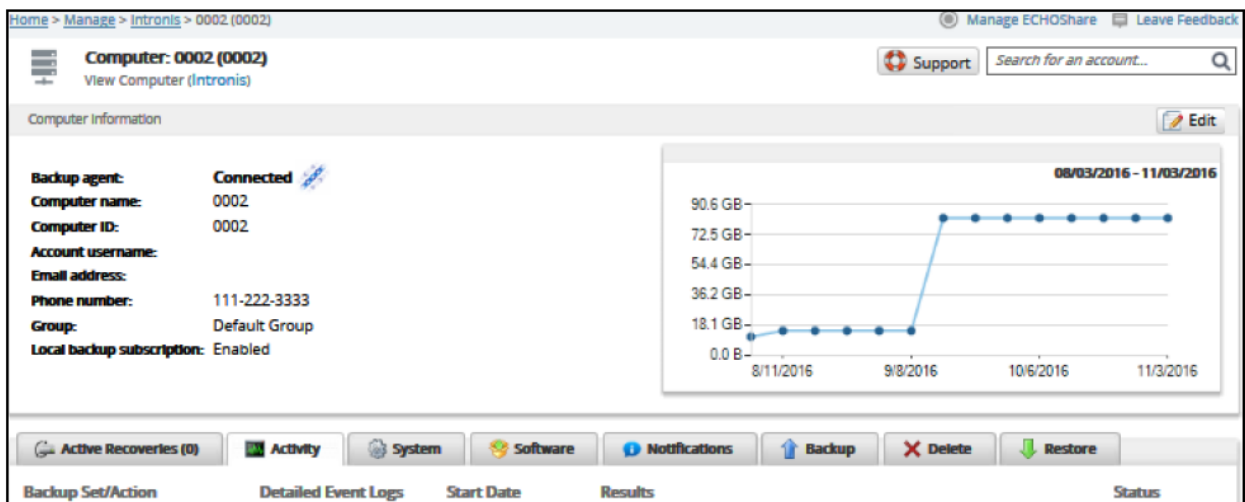 Home > Manage > Intronis > 0002 (0002)
Manage ECHOShare
Leave Feedback
Computer: 0002 (0002)
View Computer (Intronis)
Support
Search for an account...
Computer Information
Edit
Backup agent: Connected
Computer name: 0002
Computer ID: 0002
Account username:
Email address:
Phone number: 111-222-3333
Group: Default Group
Local backup subscription: Enabled
08/03/2016 - 11/03/2016
90.6 GB
72.5 GB
54.4 GB
36.2 GB
18.1 GB
0.0 B
8/11/2016 9/8/2016 10/6/2016 11/3/2016
Active Recoveries (0) Activity System Software Notifications Backup Delete Restore
Backup Set/Action Detailed Event Logs Start Date Results Status